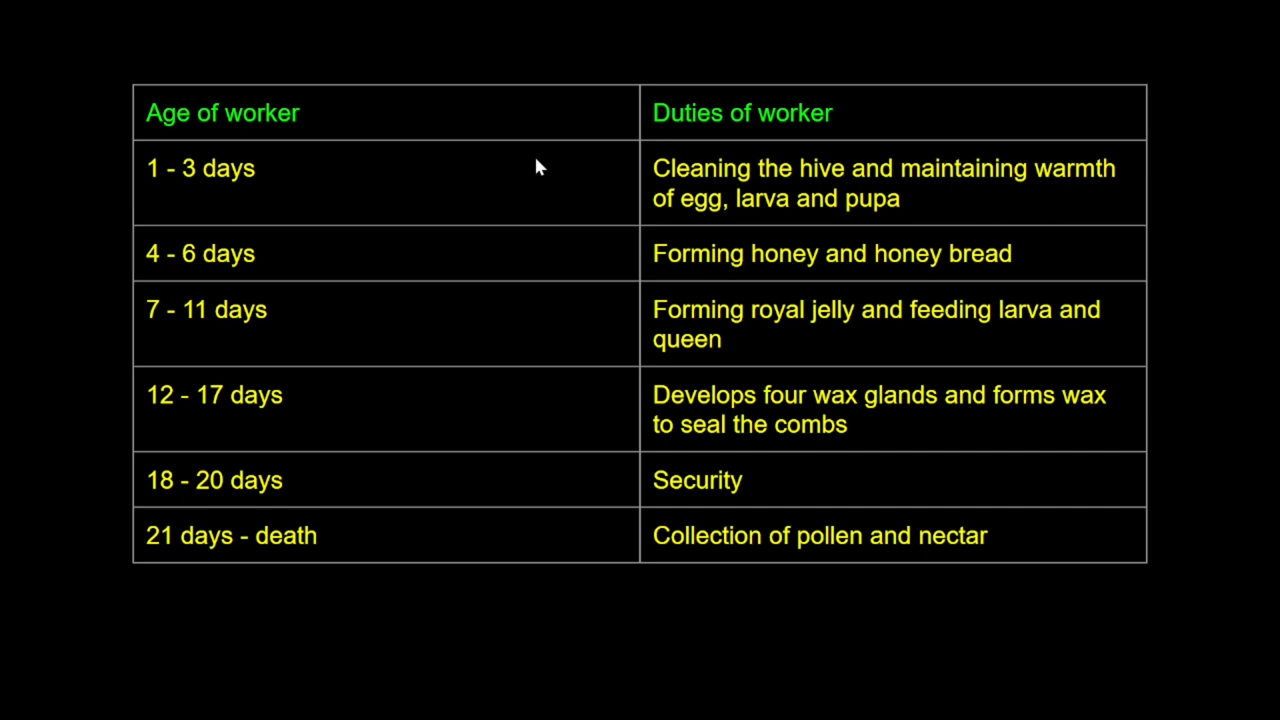 Age of worker
Duties of worker
1 - 3 days
Cleaning the hive and maintaining warmth
of egg, larva and pupa
4 - 6 days
Forming honey and honey bread
7 - 11 days
Forming royal jelly and feeding larva and
queen
12 - 17 days
Develops four wax glands and forms wax
to seal the combs
18 - 20 days
Security
21 days - death
Collection of pollen and nectar